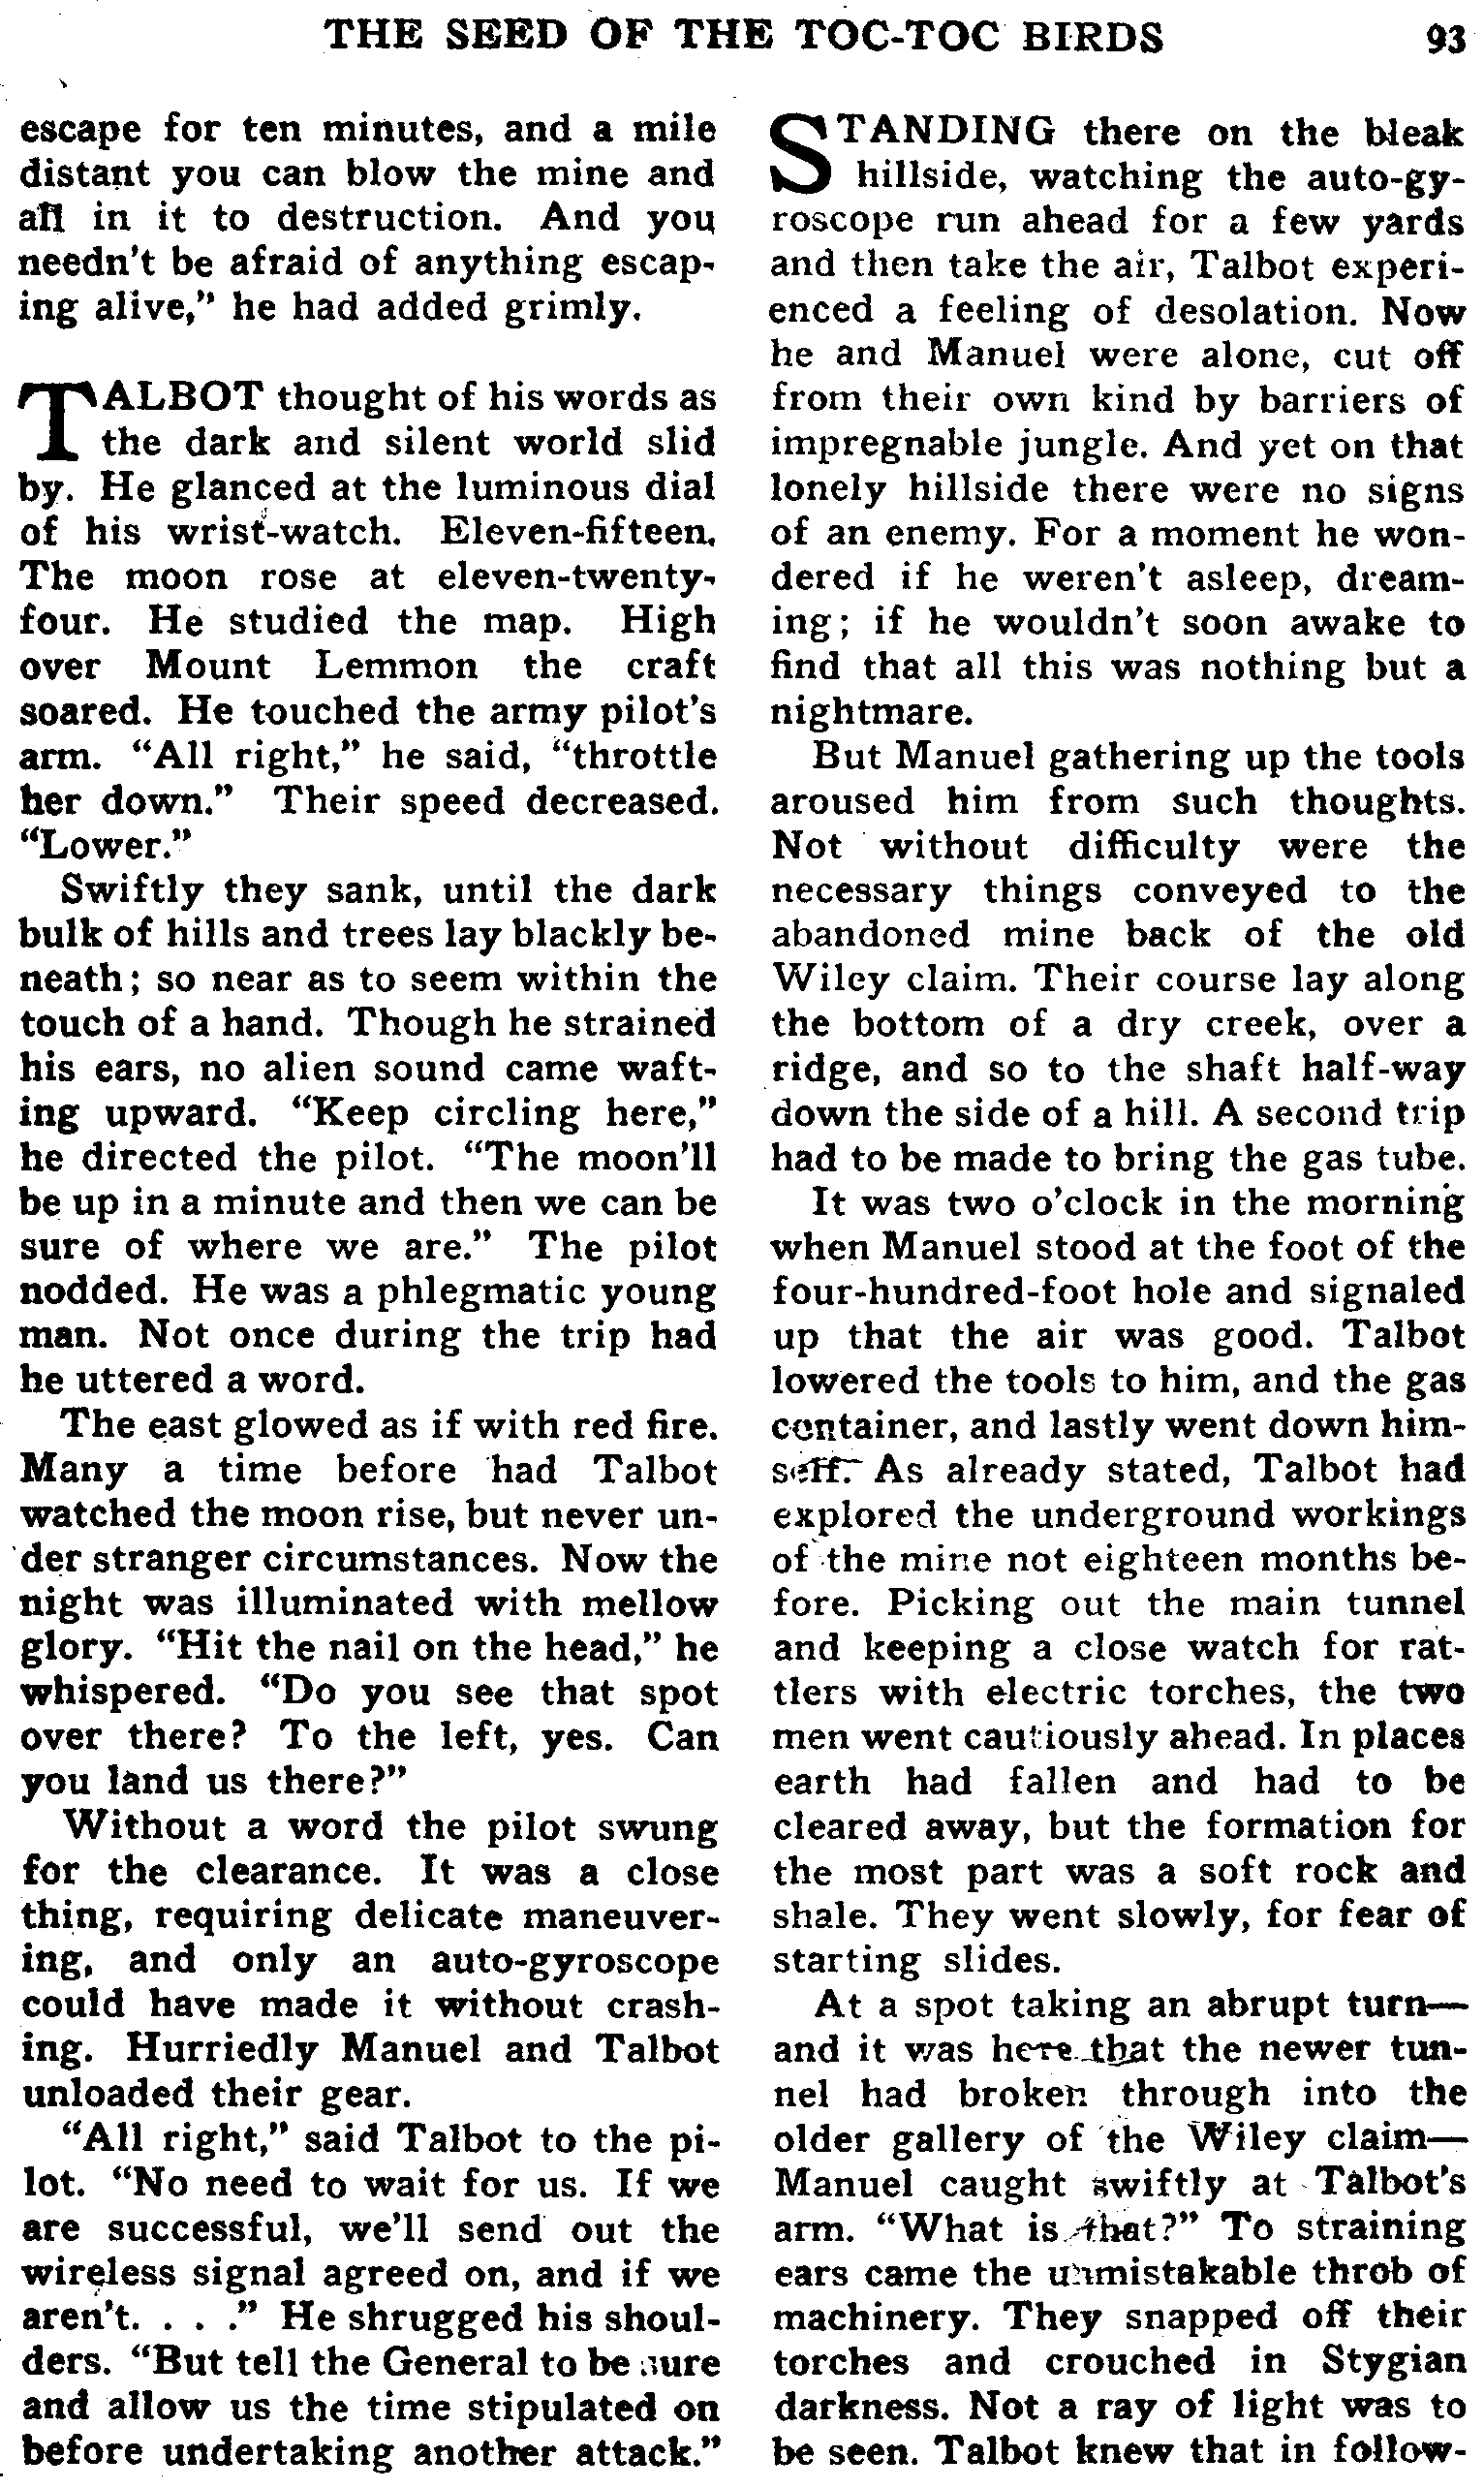 THE SEED OF THE TOC-TOC BIRDS 93
escape for ten minutes, and a mile
distant you can blow the mine and
all in it to destruction. And you
needn't be afraid of anything escap-
ing alive," he had added grimly.
TALBOT thought of his words as
the dark and silent world slid
by. He glanced at the luminous dial
of his wrist-watch. Eleven-fifteen.
The moon rose at eleven-twenty-
four. He studied the map. High
over Mount Lemmon the craft
soared. He touched the army pilot's
arm. "All right," he said, "throttle
her down." Their speed decreased.
"Lower."
Swiftly they sank, until the dark
bulk of hills and trees lay blackly be-
neath; so near as to seem within the
touch of a hand. Though he strained
his ears, no alien sound came waft-
ing upward. "Keep circling here,"
he directed the pilot. "The moon'll
be up in a minute and then we can be
sure of where we are." The pilot
nodded. He was a phlegmatic young
man. Not once during the trip had
he uttered a word.
The east glowed as if with red fire.
Many a time before had Talbot
watched the moon rise, but never un-
der stranger circumstances. Now the
night was illuminated with mellow
glory. "Hit the nail on the head," he
whispered. "Do you see that spot
over there? To the left, yes. Can
you land us there?"
Without a word the pilot swung
for the clearance. It was a close
thing, requiring delicate maneuver-
ing, and only an auto-gyroscope
could have made it without crash-
ing. Hurriedly Manuel and Talbot
unloaded their gear.
"All right," said Talbot to the pi-
lot. "No need to wait for us. If we
are successful, we'll send out the
wireless signal agreed on, and if we
aren't. . . ." He shrugged his shoul-
ders. "But tell the General to be sure
and allow us the time stipulated on
before undertaking another attack."
STANDING there on the bleak
hillside, watching the auto-gy-
roscope run ahead for a few yards
and then take the air, Talbot experi-
enced a feeling of desolation. Now
he and Manuel were alone, cut off
from their own kind by barriers of
impregnable jungle. And yet on that
lonely hillside there were no signs
of an enemy. For a moment he won-
dered if he weren't asleep, dream-
ing; if he wouldn't soon awake to
find that all this was nothing but a
nightmare.
But Manuel gathering up the tools
aroused him from such thoughts.
Not without difficulty were the
necessary things conveyed to the
abandoned mine back of the old
Wiley claim. Their course lay along
the bottom of a dry creek, over a
ridge, and so to the shaft half-way
down the side of a hill. A second trip
had to be made to bring the gas tube.
It was two o'clock in the morning
when Manuel stood at the foot of the
four-hundred-foot hole and signaled
up that the air was good. Talbot
lowered the tools to him, and the gas
container, and lastly went down him-
self. As already stated, Talbot had
explored the underground workings
of the mine not eighteen months be-
fore. Picking out the main tunnel
and keeping a close watch for rat-
tlers with electric torches, the two
men went cautiously ahead. In places
earth had fallen and had to be
cleared away, but the formation for
the most part was a soft rock and
shale. They went slowly, for fear of
starting slides.
At a spot taking an abrupt turn—
and it was here that the newer tun-
nel had broken through into the
older gallery of the Wiley claim—
Manuel caught swiftly at Talbot's
arm. "What is that?" To straining
ears came the unmistakable throb of
machinery. They snapped off their
torches and crouched in Stygian
darkness. Not a ray of light was to
be seen. Talbot knew that in follow-